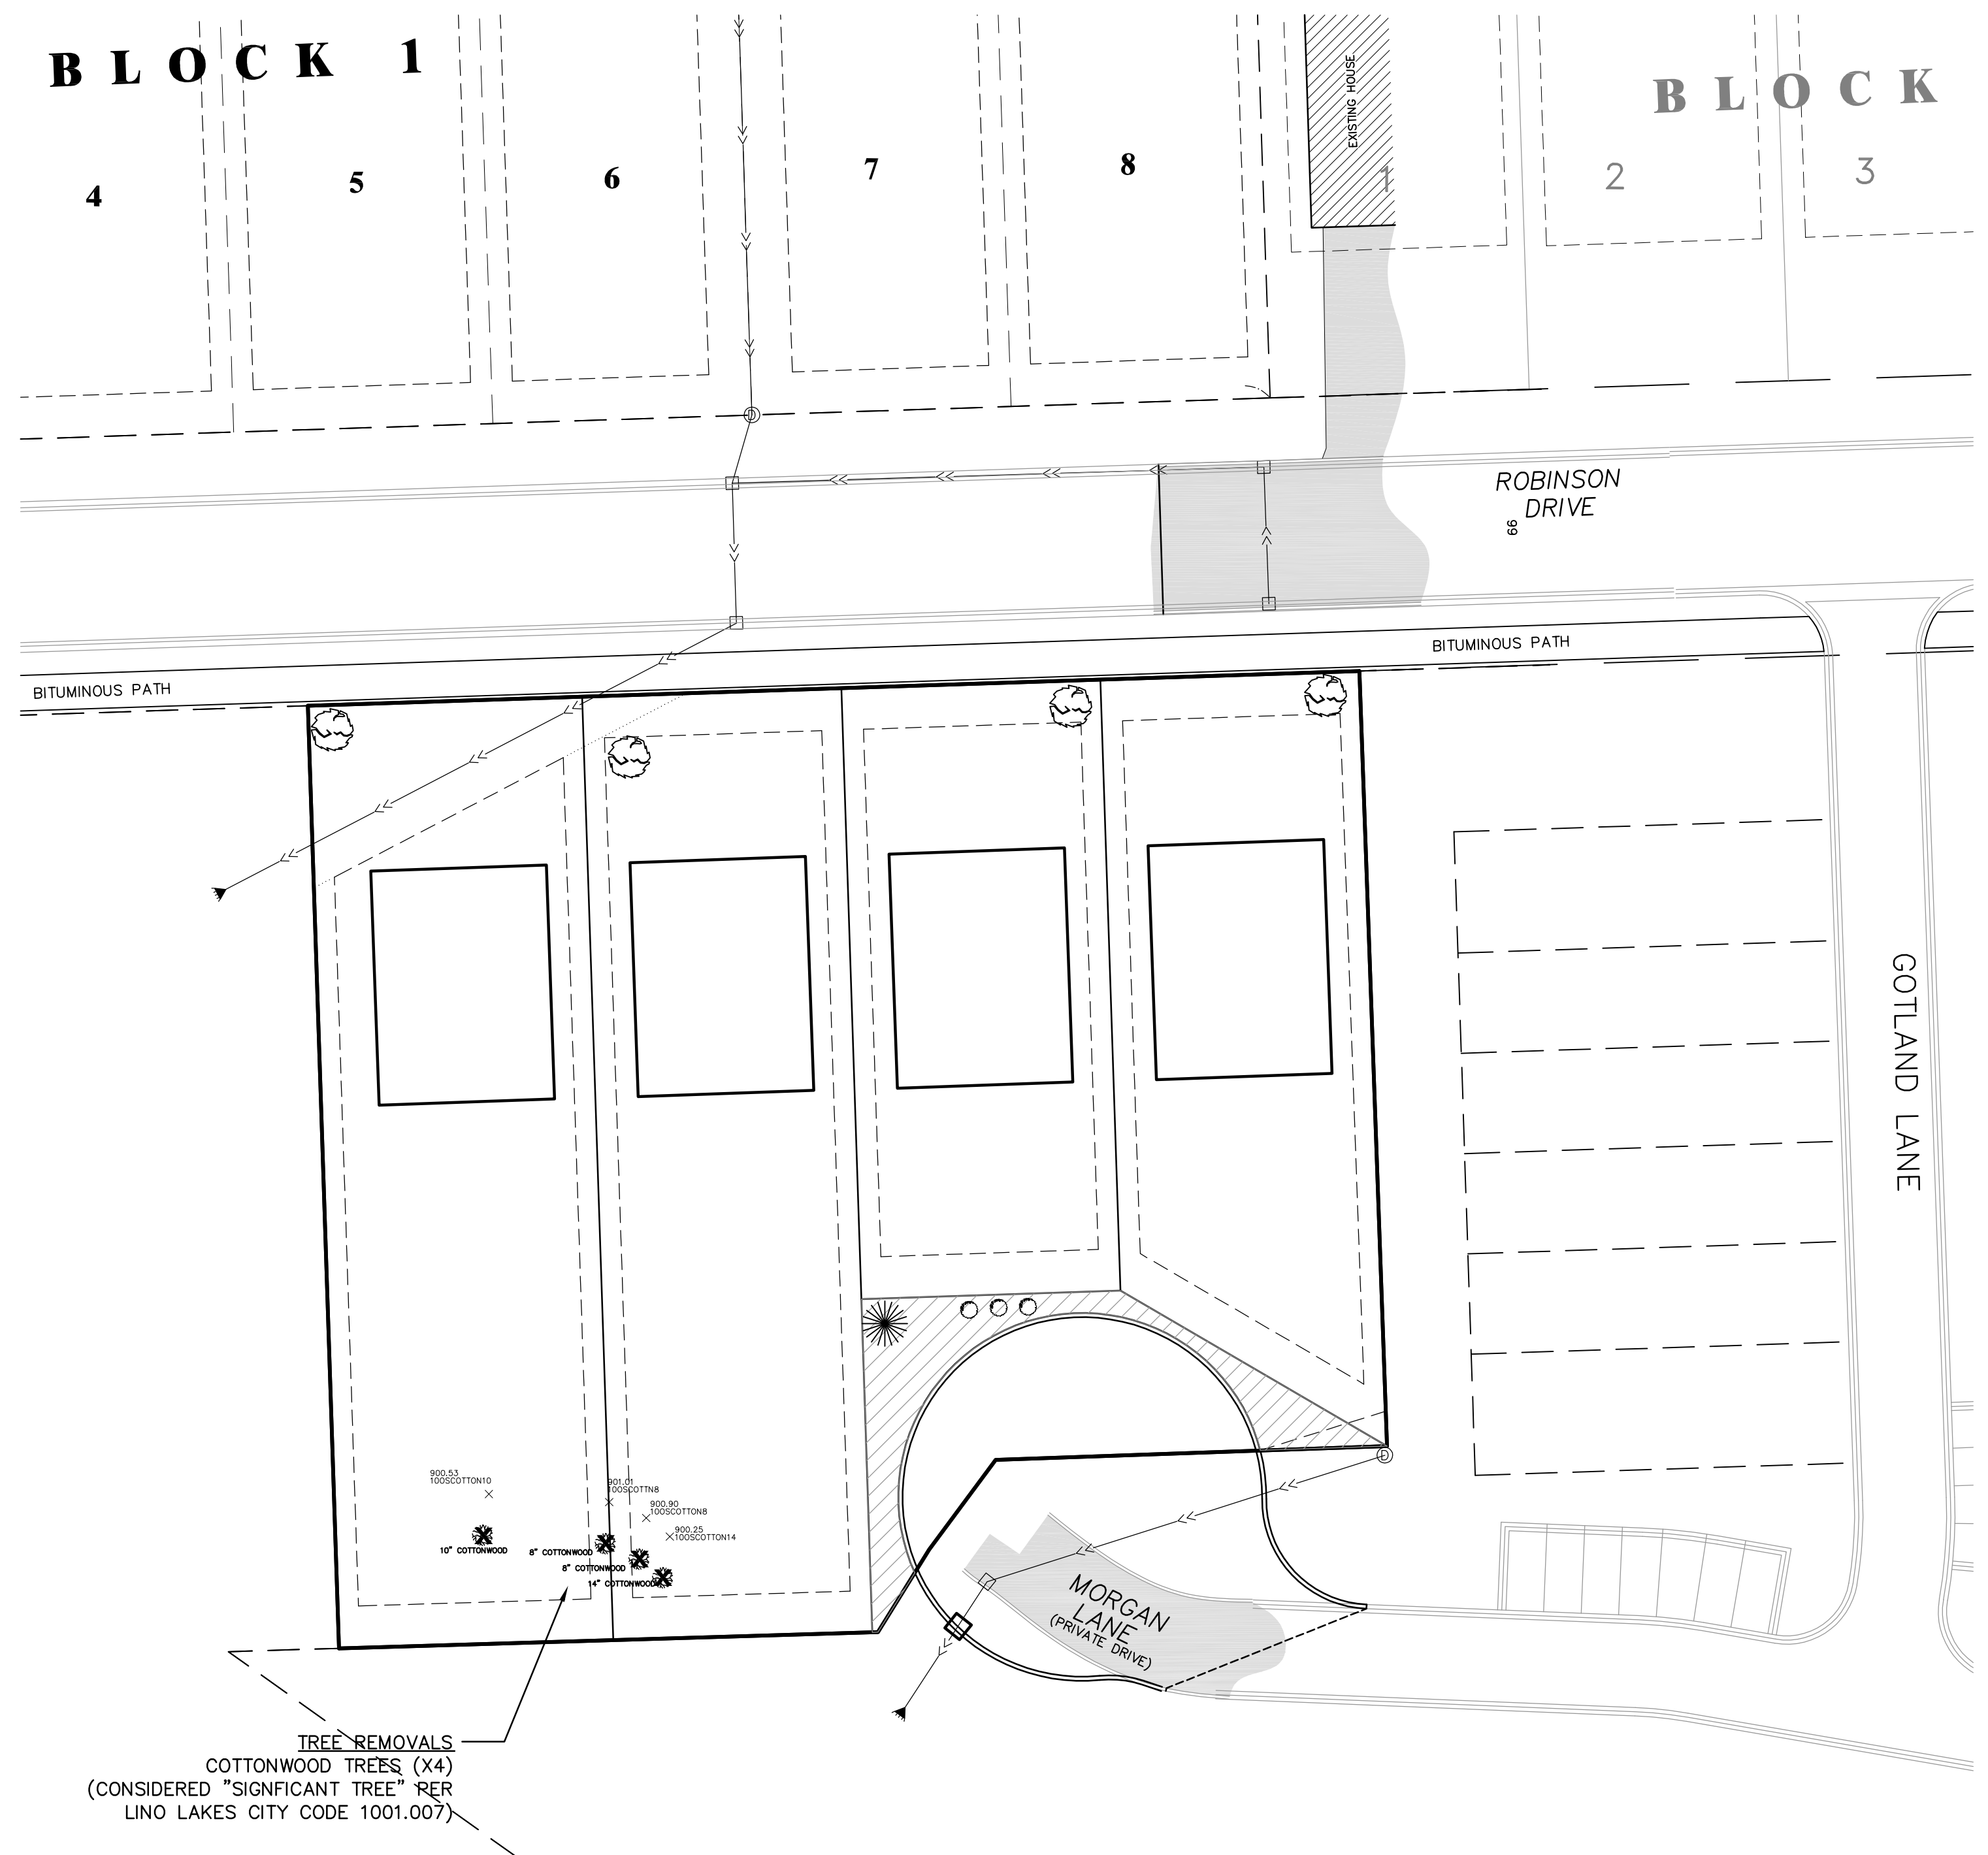 BLOCK 1
BLOCK
EXISTING HOUSE
4
5
6
7
8
1
2
3
ROBINSON
DRIVE
66
BITUMINOUS PATH
BITUMINOUS PATH
GOTLAND LANE
900.53
100SCOTTON10
901.01
100SCOTTN8
900.90
100SCOTTON8
900.25
100SCOTTON14
10" COTTONWOOD
8" COTTONWOOD
8" COTTONWOOD
14" COTTONWOOD
D
D
MORGAN
LANE
(PRIVATE DRIVE)
TREE REMOVALS
COTTONWOOD TREES (X4)
(CONSIDERED "SIGNFICANT TREE" PER
LINO LAKES CITY CODE 1001.007)